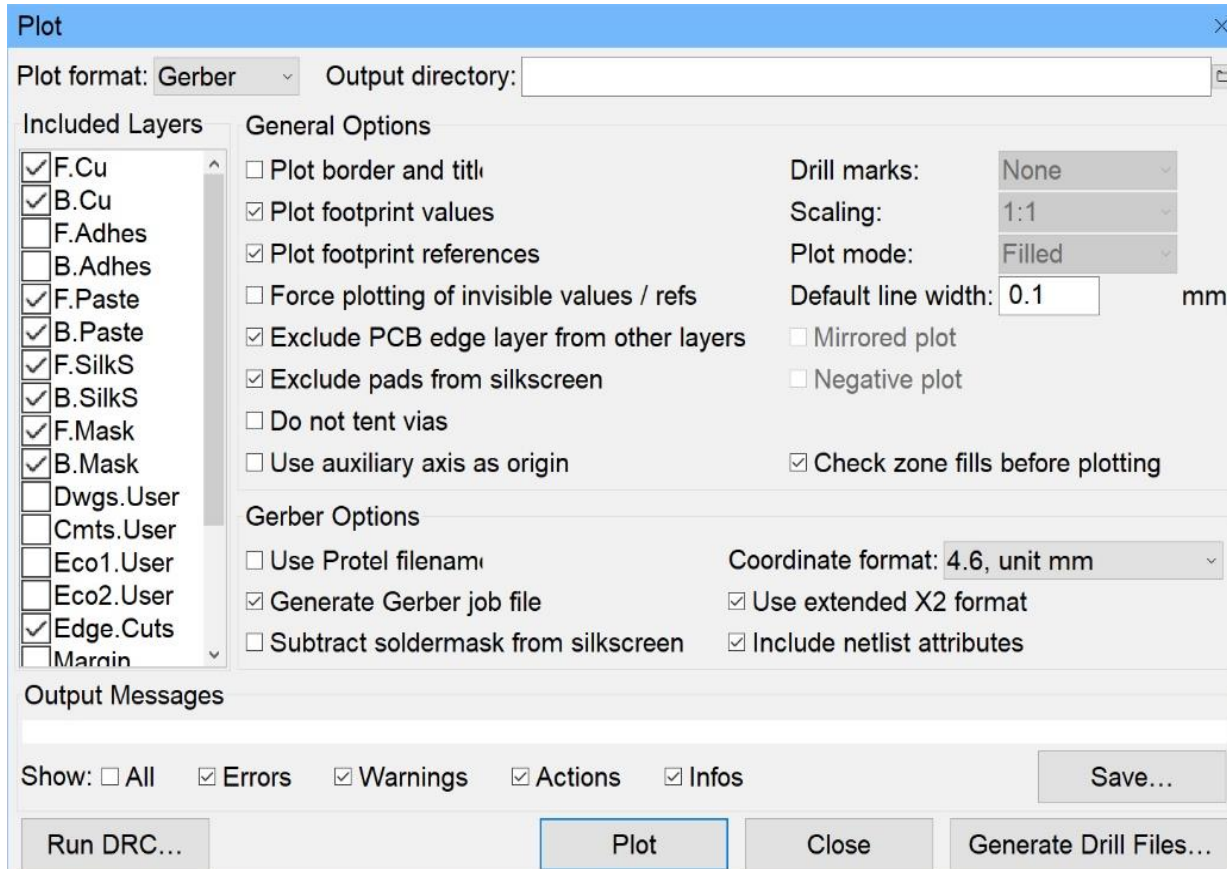 Plot
Plot format: Gerber Output directory:
Included Layers
F.Cu
B.Cu
F.Adhes
B.Adhes
F.Paste
B.Paste
F.SilkS
B.SilkS
F.Mask
B.Mask
Dwgs.User
Cmts.User
Eco1.User
Eco2.User
Edge.Cuts
Margin
General Options
Plot border and title
Plot footprint values
Plot footprint references
Force plotting of invisible values / refs
Exclude PCB edge layer from other layers
Exclude pads from silkscreen
Do not tent vias
Use auxiliary axis as origin
Drill marks: None
Scaling: 1:1
Plot mode: Filled
Default line width: 0.1 mm
Mirrored plot
Negative plot
Check zone fills before plotting
Gerber Options
Use Protel filename
Generate Gerber job file
Subtract soldermask from silkscreen
Coordinate format: 4.6, unit mm
Use extended X2 format
Include netlist attributes
Output Messages
Show: All Errors Warnings Actions Infos Save...
Run DRC... Plot Close Generate Drill Files...